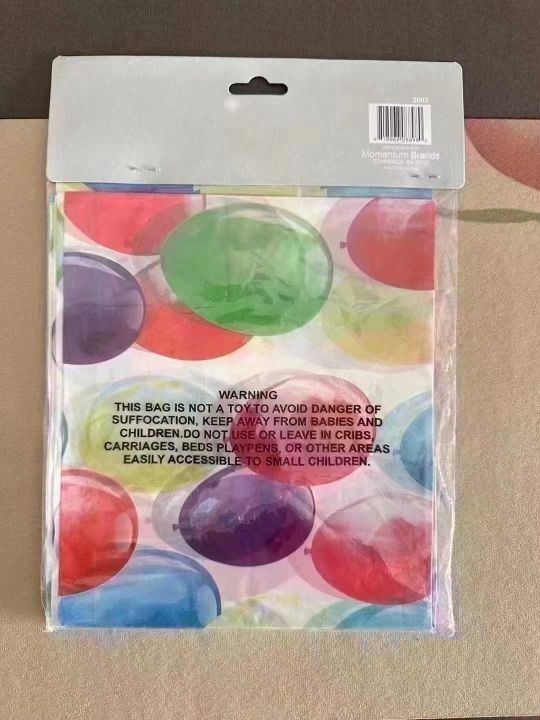 2002
Momentum Brands
WARNING
THIS BAG IS NOT A TOY TO AVOID DANGER OF
SUFFOCATION, KEEP AWAY FROM BABIES AND
CHILDREN.DO NOT USE OR LEAVE IN CRIBS,
CARRIAGES, BEDS PLAYPENS, OR OTHER AREAS
EASILY ACCESSIBLE TO SMALL CHILDREN.